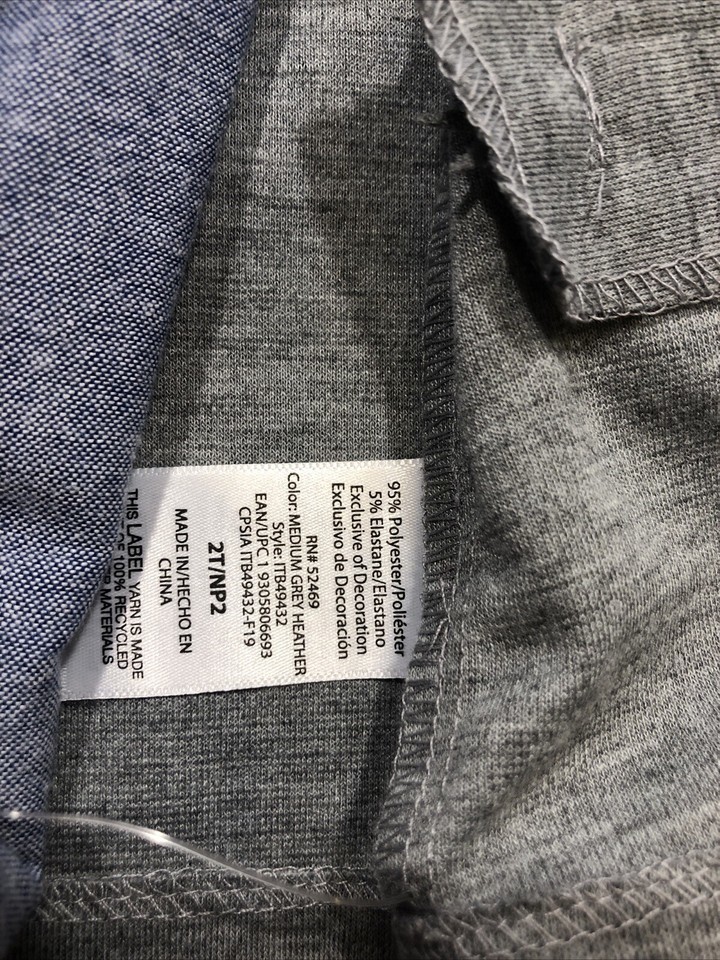 95% Polyester/Poliéster
5% Elastane/Elastano
Exclusive of Decoration
Exclusivo de Decoración
RN# 52469
Color: MEDIUM GREY HEATHER
Style: ITB49432
EAN/UPC 1 9305806693
CPSIA ITB49432-F19
2T/NP2
MADE IN/HECHO EN
CHINA
THIS LABEL YARN IS MADE
OF 100% RECYCLED
MATERIALS